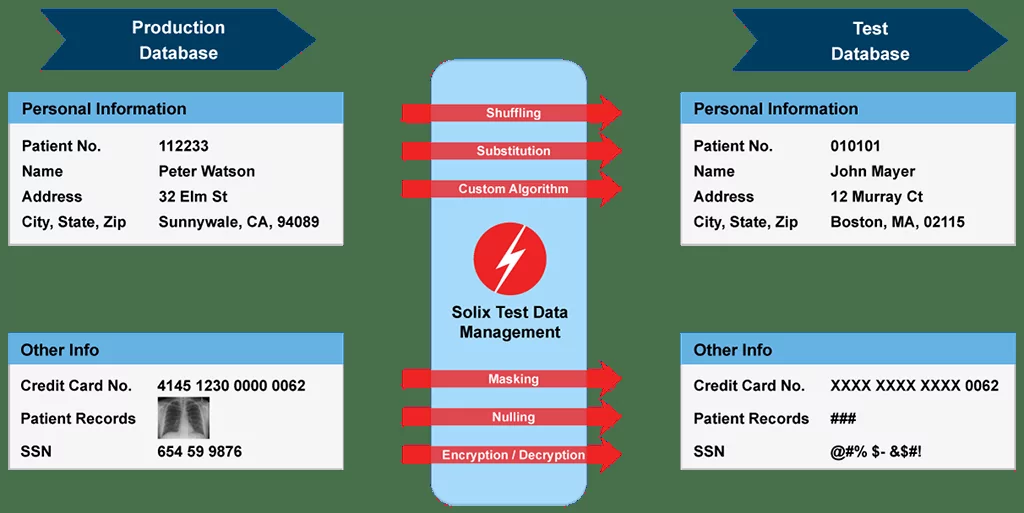 Production
Database
Test
Database
Personal Information
Patient No. 112233
Name Peter Watson
Address 32 Elm St
City, State, Zip Sunnywale, CA, 94089
Shuffling
Substitution
Custom Algorithm
Solix Test Data
Management
Personal Information
Patient No. 010101
Name John Mayer
Address 12 Murray Ct
City, State, Zip Boston, MA, 02115
Other Info
Credit Card No. 4145 1230 0000 0062
Patient Records
SSN 654 59 9876
Masking
Nulling
Encryption / Decryption
Other Info
Credit Card No. XXXX XXXX XXXX 0062
Patient Records ###
SSN @#% $- &$#!